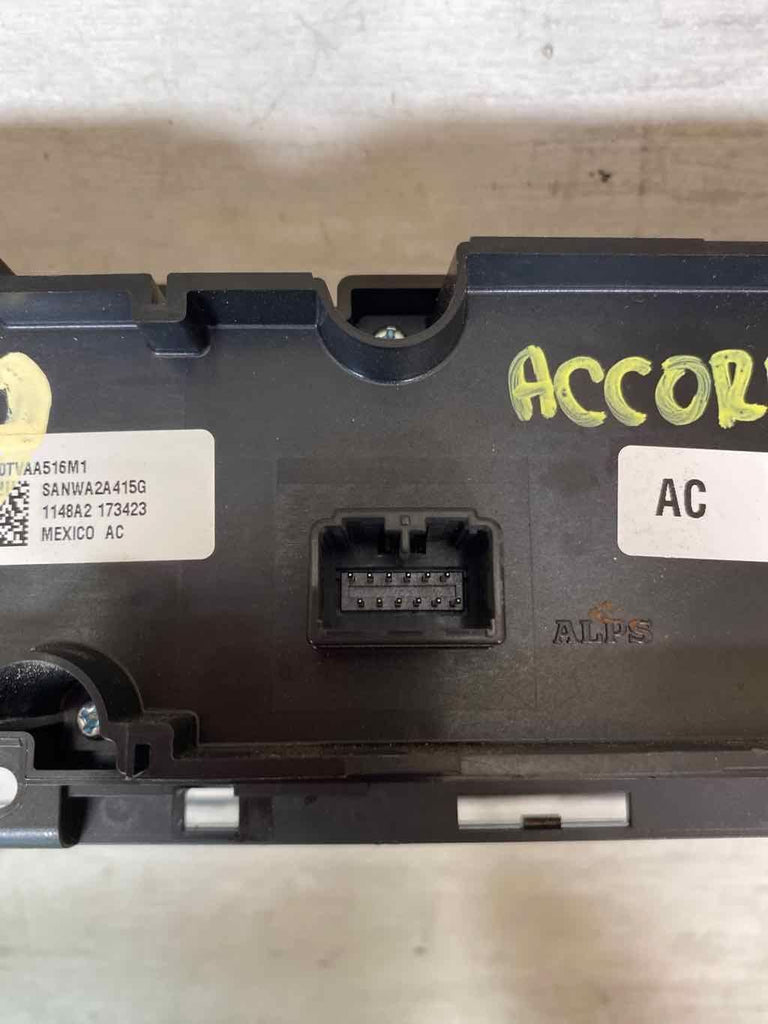 ACCOR
0TVAA516M1
SANWA2A415G
1148A2 173423
MEXICO AC
AC
ALPS